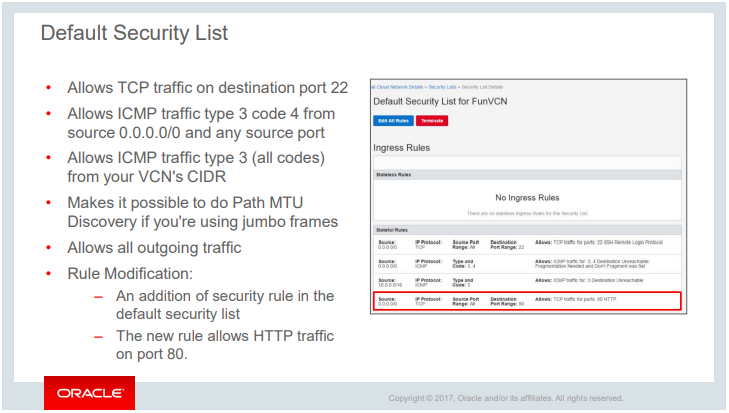 Default Security List
• Allows TCP traffic on destination port 22
• Allows ICMP traffic type 3 code 4 from
source 0.0.0.0/0 and any source port
• Allows ICMP traffic type 3 (all codes)
from your VCN's CIDR
• Makes it possible to do Path MTU
Discovery if you're using jumbo frames
• Allows all outgoing traffic
• Rule Modification:
– An addition of security rule in the
default security list
– The new rule allows HTTP traffic
on port 80.
al Cloud Network Details » Security Lists » Security List Details
Default Security List for FunVCN
Edit All Rules Terminate
Ingress Rules
Stateless Rules
No Ingress Rules
There are no stateless Ingress Rules for this Security List.
Stateful Rules
Source: IP Protocol: Source Port Destination Allows: TCP traffic for ports: 22 SSH Remote Login Protocol
0.0.0.0/0 TCP Range: All Port Range: 22
Source: IP Protocol: Type and Allows: ICMP traffic for: 3, 4 Destination Unreachable:
0.0.0.0/0 ICMP Code: 3, 4 Fragmentation Needed and Don't Fragment was Set
Source: IP Protocol: Type and Allows: ICMP traffic for: 3 Destination Unreachable
10.0.0.0/16 ICMP Code: 3
Source: IP Protocol: Source Port Destination Allows: TCP traffic for ports: 80 HTTP
0.0.0.0/0 TCP Range: All Port Range: 80
ORACLE
Copyright © 2017, Oracle and/or its affiliates. All rights reserved.